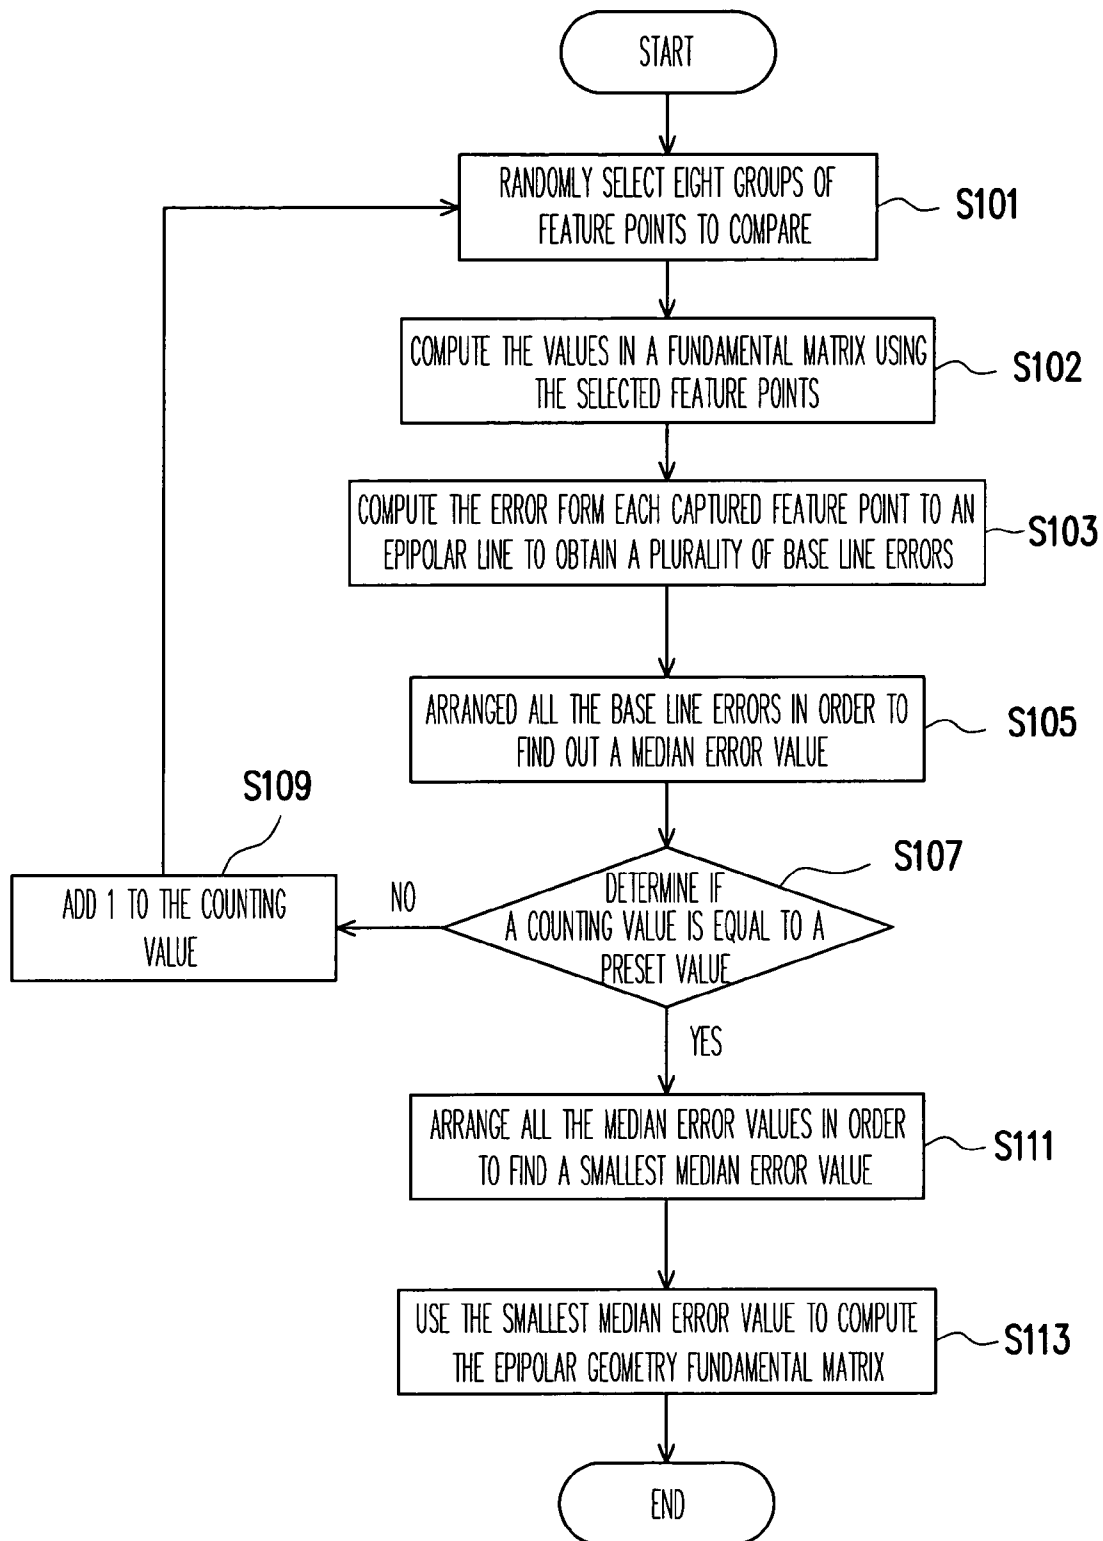 START
RANDOMLY SELECT EIGHT GROUPS OF
FEATURE POINTS TO COMPARE
S101
COMPUTE THE VALUES IN A FUNDAMENTAL MATRIX USING
THE SELECTED FEATURE POINTS
S102
COMPUTE THE ERROR FORM EACH CAPTURED FEATURE POINT TO AN
EPIPOLAR LINE TO OBTAIN A PLURALITY OF BASE LINE ERRORS
S103
ARRANGED ALL THE BASE LINE ERRORS IN ORDER TO
FIND OUT A MEDIAN ERROR VALUE
S105
DETERMINE IF
A COUNTING VALUE IS EQUAL TO A
PRESET VALUE
S107
NO
S109
ADD 1 TO THE COUNTING
VALUE
YES
ARRANGE ALL THE MEDIAN ERROR VALUES IN ORDER
TO FIND A SMALLEST MEDIAN ERROR VALUE
S111
USE THE SMALLEST MEDIAN ERROR VALUE TO COMPUTE
THE EPIPOLAR GEOMETRY FUNDAMENTAL MATRIX
S113
END